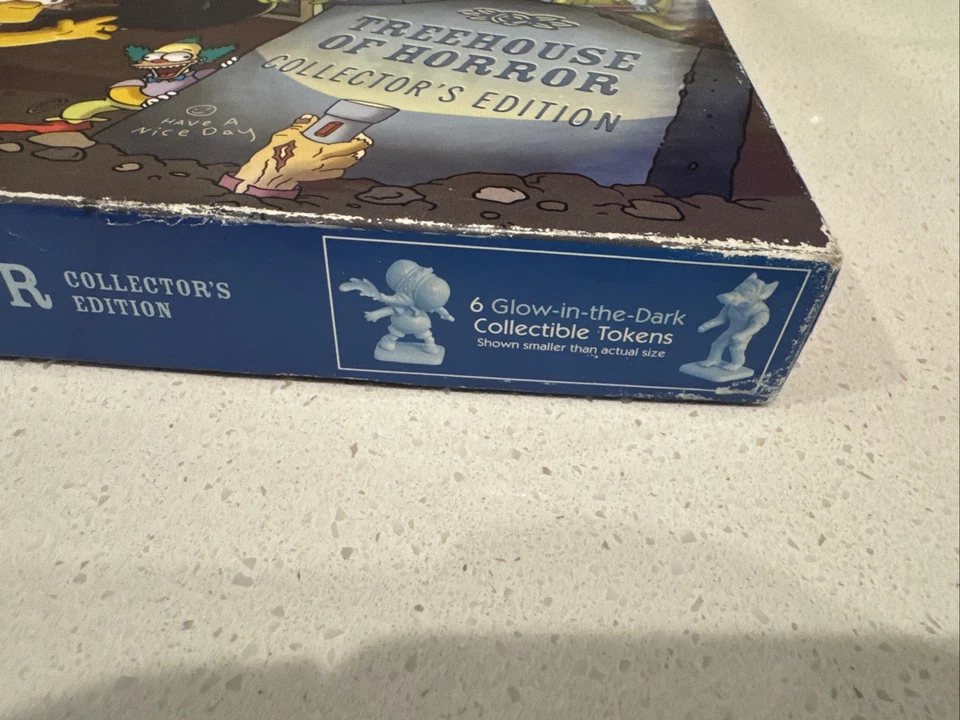 TREEHOUSE
OF HORROR
COLLECTOR'S EDITION
HAVE A
NICE DAY
R COLLECTOR'S
EDITION
6 Glow-in-the-Dark
Collectible Tokens
Shown smaller than actual size